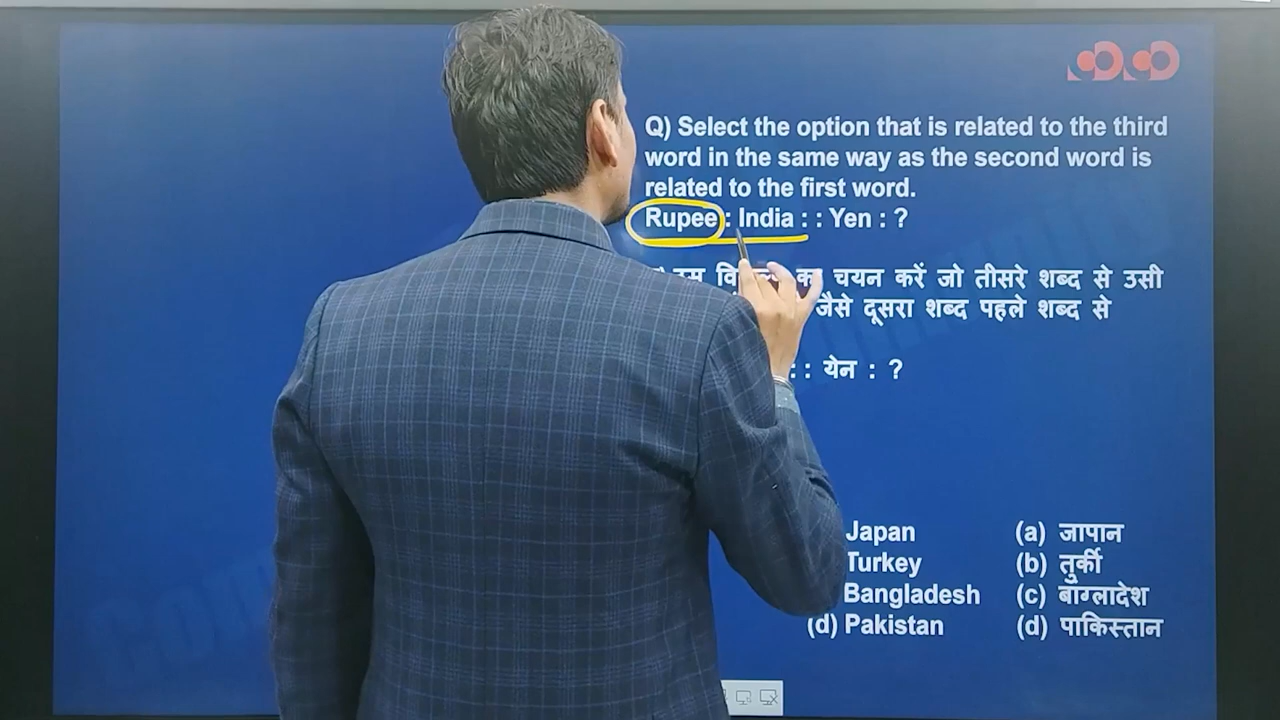 Q) Select the option that is related to the third
word in the same way as the second word is
related to the first word.
Rupee : India : : Yen : ?
चयन करें जो तीसरे शब्द से उसी
जैसे दूसरा शब्द पहले शब्द से
: : येन : ?
Japan (a) जापान
Turkey (b) तुर्की
Bangladesh (c) बांग्लादेश
(d) Pakistan (d) पाकिस्तान